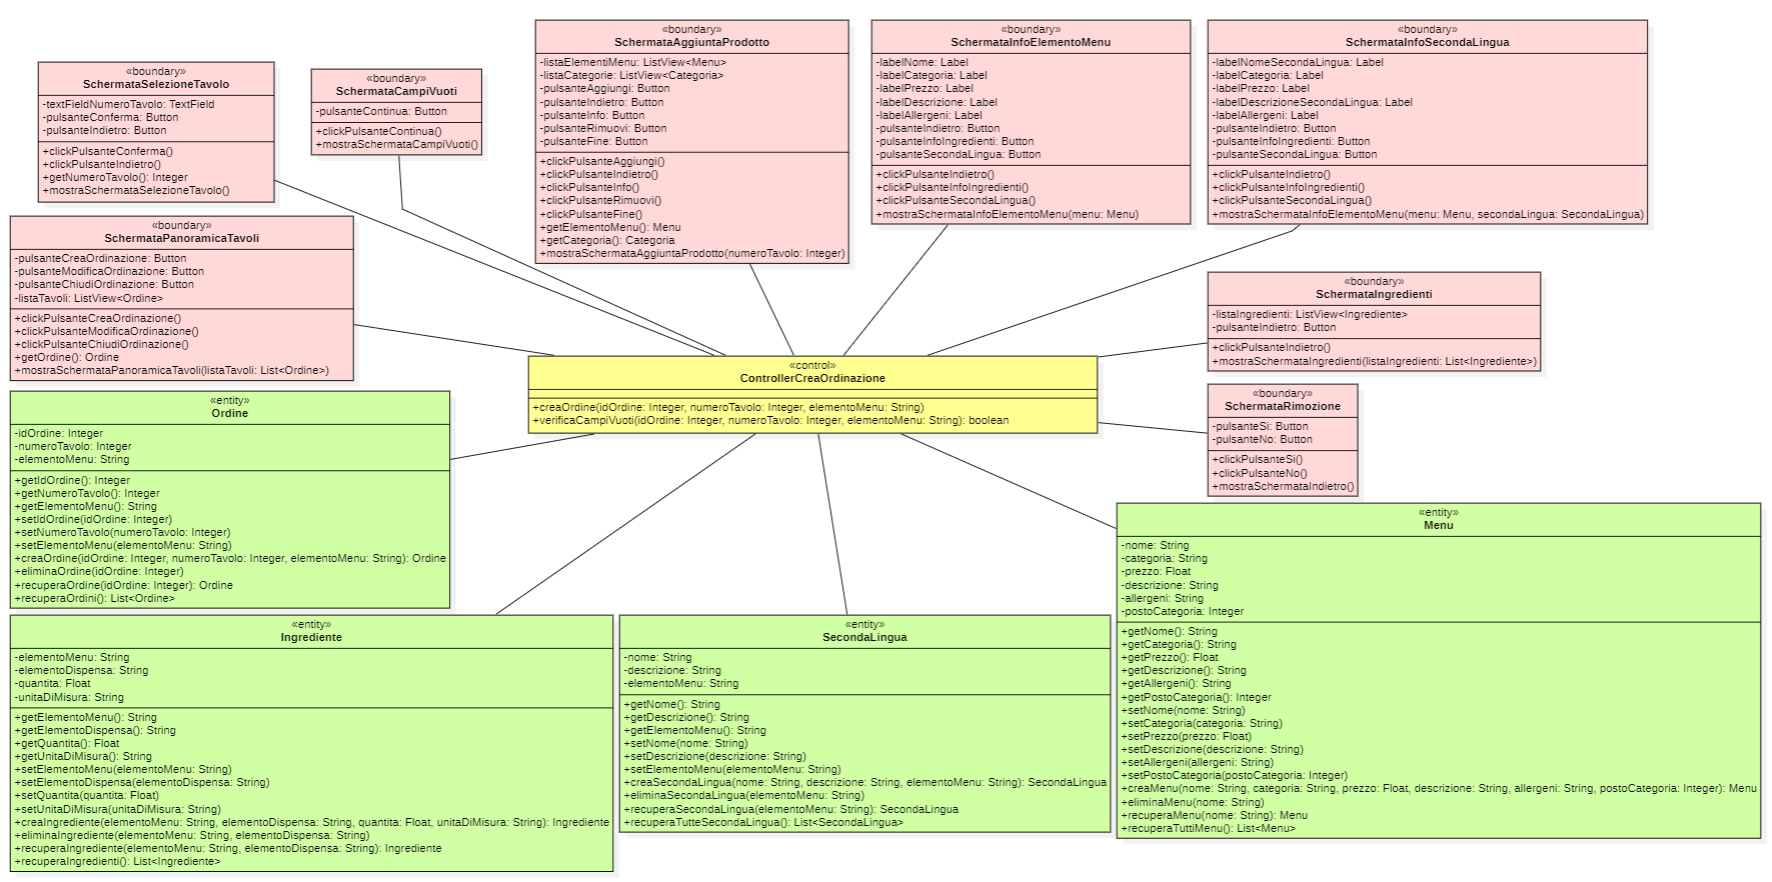 «boundary»
SchermataSelezioneTavolo
-textFieldNumeroTavolo: TextField
-pulsanteConferma: Button
-pulsanteIndietro: Button
+clickPulsanteConferma()
+clickPulsanteIndietro()
+getNumeroTavolo(): Integer
+mostraSchermataSelezioneTavolo()
«boundary»
SchermataCampiVuoti
-pulsanteContinua: Button
+clickPulsanteContinua()
+mostraSchermataCampiVuoti()
«boundary»
SchermataAggiuntaProdotto
-listaElementiMenu: ListView<Menu>
-listaCategorie: ListView<Categoria>
-pulsanteAggiungi: Button
-pulsanteIndietro: Button
-pulsanteInfo: Button
-pulsanteRimuovi: Button
-pulsanteFine: Button
+clickPulsanteAggiungi()
+clickPulsanteIndietro()
+clickPulsanteInfo()
+clickPulsanteRimuovi()
+clickPulsanteFine()
+getElementoMenu(): Menu
+getCategoria(): Categoria
+mostraSchermataAggiuntaProdotto(numeroTavolo: Integer)
«boundary»
SchermataInfoElementoMenu
-labelNome: Label
-labelCategoria: Label
-labelPrezzo: Label
-labelDescrizione: Label
-labelAllergeni: Label
-pulsanteIndietro: Button
-pulsanteInfoIngredienti: Button
-pulsanteSecondaLingua: Button
+clickPulsanteIndietro()
+clickPulsanteInfoIngredienti()
+clickPulsanteSecondaLingua()
+mostraSchermataInfoElementoMenu(menu: Menu)
«boundary»
SchermataInfoSecondaLingua
-labelNomeSecondaLingua: Label
-labelCategoria: Label
-labelPrezzo: Label
-labelDescrizioneSecondaLingua: Label
-labelAllergeni: Label
-pulsanteIndietro: Button
-pulsanteInfoIngredienti: Button
-pulsanteSecondaLingua: Button
+clickPulsanteIndietro()
+clickPulsanteInfoIngredienti()
+clickPulsanteSecondaLingua()
+mostraSchermataInfoElementoMenu(menu: Menu, secondaLingua: SecondaLingua)
«boundary»
SchermataPanoramicaTavoli
-pulsanteCreaOrdinazione: Button
-pulsanteModificaOrdinazione: Button
-pulsanteChiudiOrdinazione: Button
-listaTavoli: ListView<Ordine>
+clickPulsanteCreaOrdinazione()
+clickPulsanteModificaOrdinazione()
+clickPulsanteChiudiOrdinazione()
+getOrdine(): Ordine
+mostraSchermataPanoramicaTavoli(listaTavoli: List<Ordine>)
«boundary»
SchermataIngredienti
-listaIngredienti: ListView<Ingrediente>
-pulsanteIndietro: Button
+clickPulsanteIndietro()
+mostraSchermataIngredienti(listaIngredienti: List<Ingrediente>)
«control»
ControllerCreaOrdinazione
+creaOrdine(idOrdine: Integer, numeroTavolo: Integer, elementoMenu: String)
+verificaCampiVuoti(idOrdine: Integer, numeroTavolo: Integer, elementoMenu: String): boolean
«boundary»
SchermataRimozione
-pulsanteSi: Button
-pulsanteNo: Button
+clickPulsanteSi()
+clickPulsanteNo()
+mostraSchermataIndietro()
«entity»
Ordine
-idOrdine: Integer
-numeroTavolo: Integer
-elementoMenu: String
+getIdOrdine(): Integer
+getNumeroTavolo(): Integer
+getElementoMenu(): String
+setIdOrdine(idOrdine: Integer)
+setNumeroTavolo(numeroTavolo: Integer)
+setElementoMenu(elementoMenu: String)
+creaOrdine(idOrdine: Integer, numeroTavolo: Integer, elementoMenu: String): Ordine
+eliminaOrdine(idOrdine: Integer)
+recuperaOrdine(idOrdine: Integer): Ordine
+recuperaOrdini(): List<Ordine>
«entity»
Ingrediente
-elementoMenu: String
-elementoDispensa: String
-quantita: Float
-unitaDiMisura: String
+getElementoMenu(): String
+getElementoDispensa(): String
+getQuantita(): Float
+getUnitaDiMisura(): String
+setElementoMenu(elementoMenu: String)
+setElementoDispensa(elementoDispensa: String)
+setQuantita(quantita: Float)
+setUnitaDiMisura(unitaDiMisura: String)
+creaIngrediente(elementoMenu: String, elementoDispensa: String, quantita: Float, unitaDiMisura: String): Ingrediente
+eliminaIngrediente(elementoMenu: String, elementoDispensa: String)
+recuperaIngrediente(elementoMenu: String, elementoDispensa: String): Ingrediente
+recuperaIngredienti(): List<Ingrediente>
«entity»
SecondaLingua
-nome: String
-descrizione: String
-elementoMenu: String
+getNome(): String
+getDescrizione(): String
+getElementoMenu(): String
+setNome(nome: String)
+setDescrizione(descrizione: String)
+setElementoMenu(elementoMenu: String)
+creaSecondaLingua(nome: String, descrizione: String, elementoMenu: String): SecondaLingua
+eliminaSecondaLingua(elementoMenu: String)
+recuperaSecondaLingua(elementoMenu: String): SecondaLingua
+recuperaTutteSecondaLingua(): List<SecondaLingua>
«entity»
Menu
-nome: String
-categoria: String
-prezzo: Float
-descrizione: String
-allergeni: String
-postoCategoria: Integer
+getNome(): String
+getCategoria(): String
+getPrezzo(): Float
+getDescrizione(): String
+getAllergeni(): String
+getPostoCategoria(): Integer
+setNome(nome: String)
+setCategoria(categoria: String)
+setPrezzo(prezzo: Float)
+setDescrizione(descrizione: String)
+setAllergeni(allergeni: String)
+setPostoCategoria(postoCategoria: Integer)
+creaMenu(nome: String, categoria: String, prezzo: Float, descrizione: String, allergeni: String, postoCategoria: Integer): Menu
+eliminaMenu(nome: String)
+recuperaMenu(nome: String): Menu
+recuperaTuttiMenu(): List<Menu>